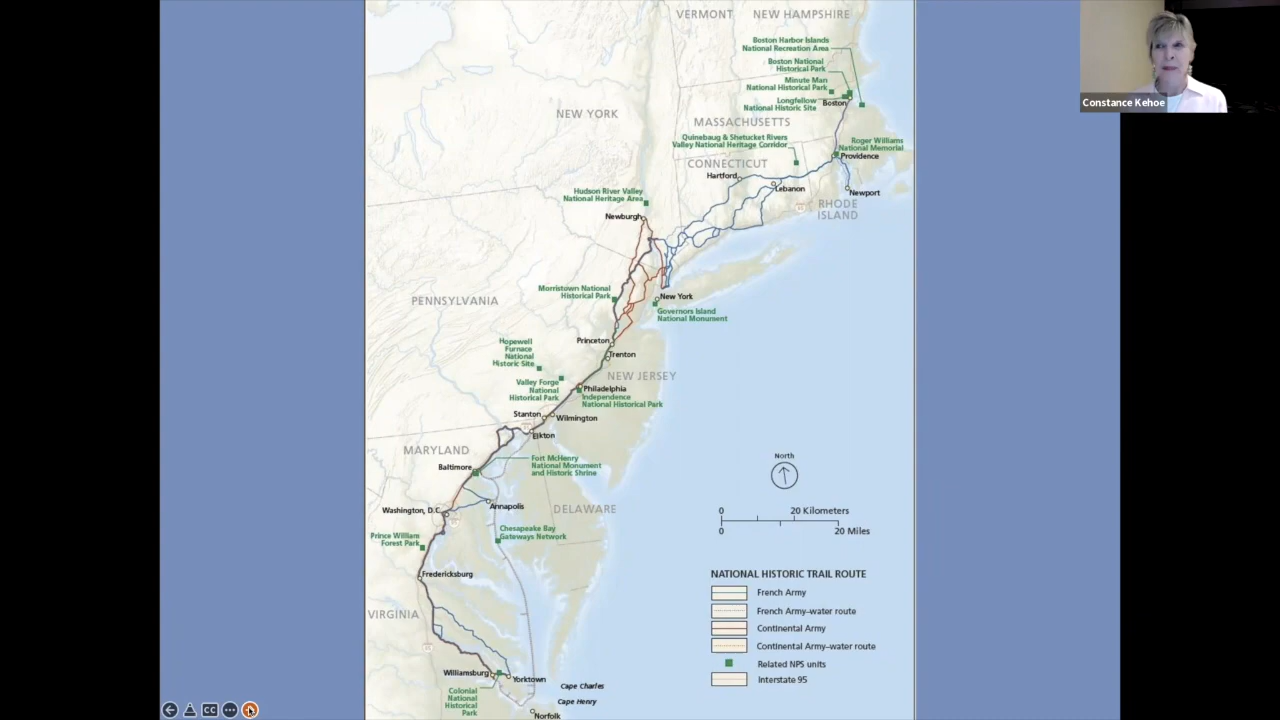 VERMONT
NEW HAMPSHIRE
Boston Harbor Islands
National Recreation Area
Boston National
Historical Park
Minute Man
National Historical Park
Longfellow
National Historic Site
Boston
Constance Kehoe
NEW YORK
MASSACHUSETTS
Quinebaug & Shetucket Rivers
Valley National Heritage Corridor
Roger Williams
National Memorial
Providence
CONNECTICUT
Hartford
Lebanon
Newport
RHODE
ISLAND
95
Hudson River Valley
National Heritage Area
Newburgh
Morristown National
Historical Park
PENNSYLVANIA
New York
Governors Island
National Monument
Princeton
Trenton
Hopewell
Furnace
National
Historic Site
NEW JERSEY
Valley Forge
National
Historical Park
Philadelphia
Independence
National Historical Park
Stanton
Wilmington
95
Elkton
MARYLAND
Baltimore
Fort McHenry
National Monument
and Historic Shrine
Washington, D.C.
Annapolis
DELAWARE
95
Prince William
Forest Park
Chesapeake Bay
Gateways Network
Fredericksburg
VIRGINIA
95
Williamsburg
Yorktown
Colonial
National
Historical
Park
Cape Charles
Cape Henry
Norfolk
North
0 20 Kilometers
0 20 Miles
NATIONAL HISTORIC TRAIL ROUTE
French Army
French Army–water route
Continental Army
Continental Army–water route
Related NPS units
Interstate 95
CC